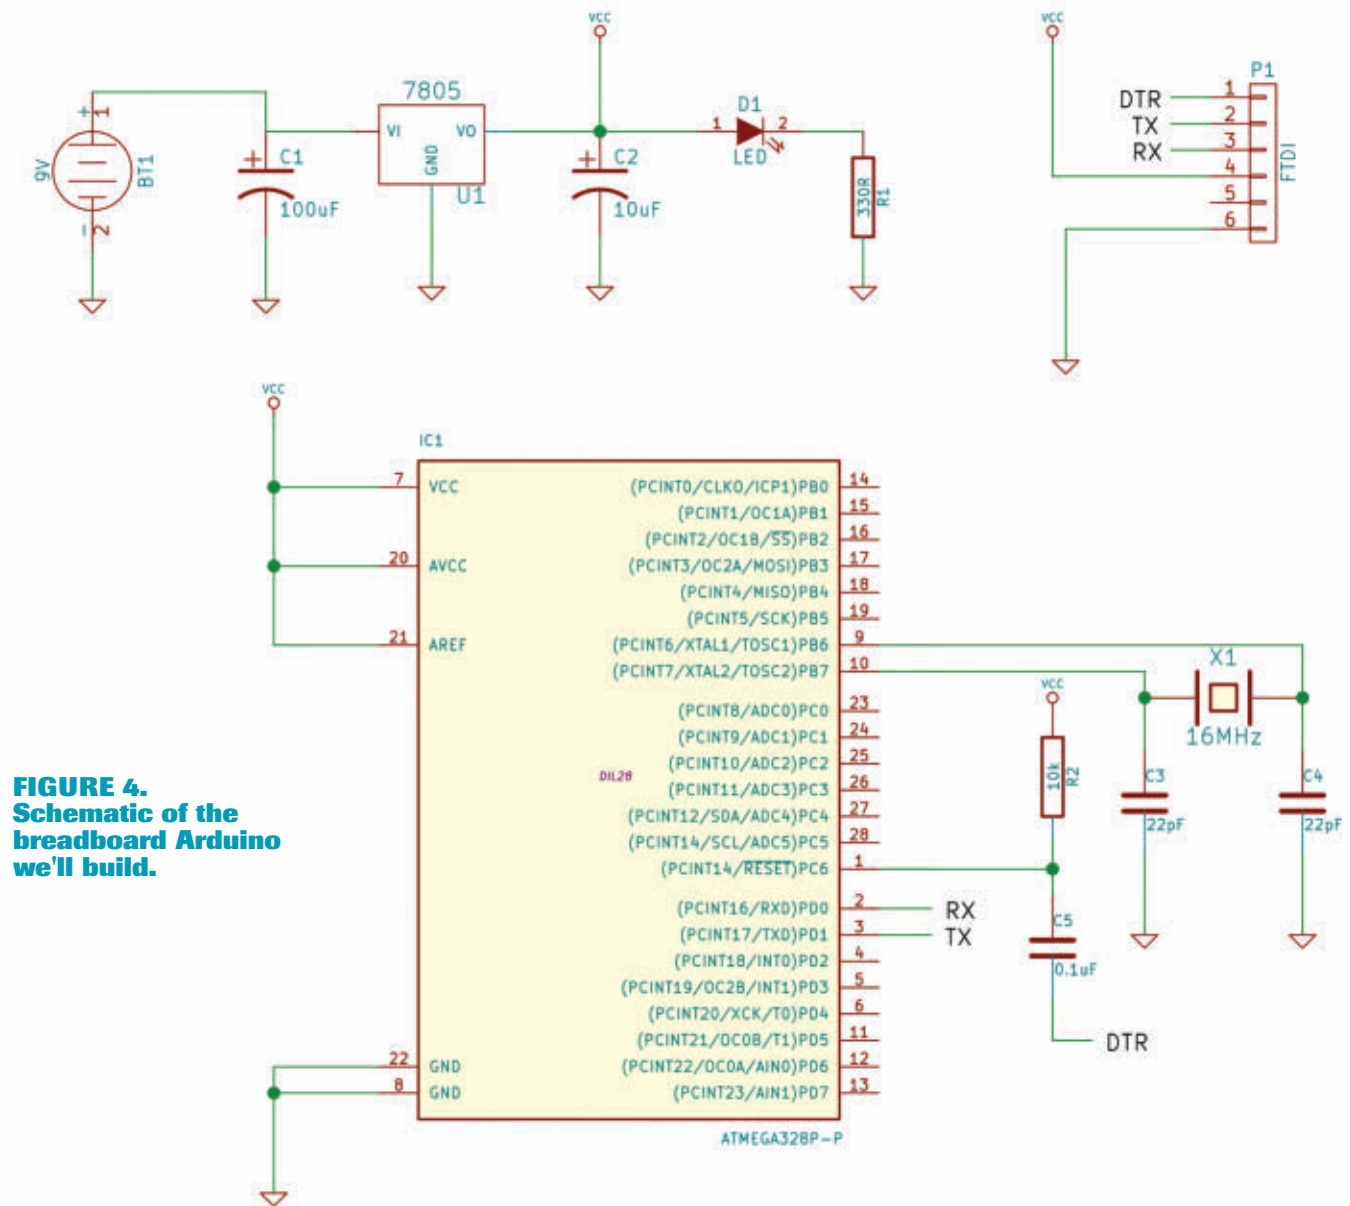 VCC
7805
VI
VO
GND
U1
+
1
9V
BT1
-
2
+
C1
100uF
+
C2
10uF
1
D1
2
LED
330R
R1
VCC
P1
DTR
1
TX
2
RX
3
4
5
6
FTDI
VCC
IC1
7
VCC
20
AVCC
21
AREF
22
GND
8
GND
(PCINT0/CLKO/ICP1)PB0
14
(PCINT1/OC1A)PB1
15
(PCINT2/OC1B/SS)PB2
16
(PCINT3/OC2A/MOSI)PB3
17
(PCINT4/MISO)PB4
18
(PCINT5/SCK)PB5
19
(PCINT6/XTAL1/TOSC1)PB6
9
(PCINT7/XTAL2/TOSC2)PB7
10
(PCINT8/ADC0)PC0
23
(PCINT9/ADC1)PC1
24
(PCINT10/ADC2)PC2
25
(PCINT11/ADC3)PC3
26
(PCINT12/SDA/ADC4)PC4
27
(PCINT14/SCL/ADC5)PC5
28
(PCINT14/RESET)PC6
1
(PCINT16/RXD)PD0
2
RX
(PCINT17/TXD)PD1
3
TX
(PCINT18/INT0)PD2
4
(PCINT19/OC2B/INT1)PD3
5
(PCINT20/XCK/T0)PD4
6
(PCINT21/OC0B/T1)PD5
11
(PCINT22/OC0A/AIN0)PD6
12
(PCINT23/AIN1)PD7
13
DIL28
ATMEGA328P-P
X1
16MHz
VCC
10k
R2
C3
22pF
C4
22pF
C5
0.1uF
DTR
FIGURE 4.
Schematic of the
breadboard Arduino
we'll build.